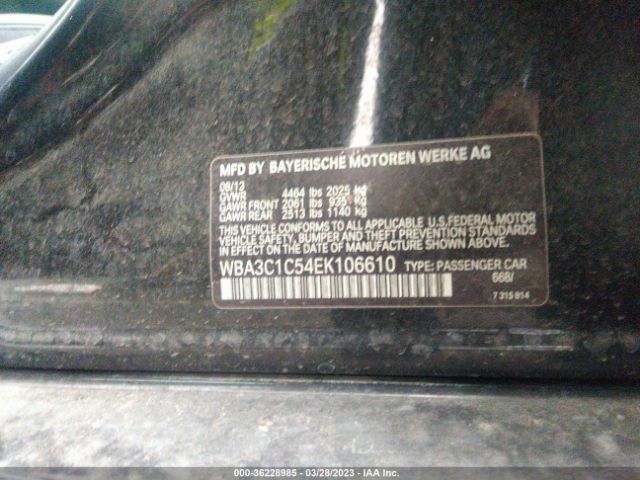 MFD BY BAYERISCHE MOTOREN WERKE AG
08/13
GVWR 4464 lbs 2025 kg
GAWR FRONT 2061 lbs 935 kg
GAWR REAR 2513 lbs 1140 kg
THIS VEHICLE CONFORMS TO ALL APPLICABLE U.S.FEDERAL MOTOR
VEHICLE SAFETY, BUMPER, AND THEFT PREVENTION STANDARDS
IN EFFECT ON THE DATE OF MANUFACTURE SHOWN ABOVE.
WBA3C1C54EK106610 TYPE: PASSENGER CAR
668/
7 315 814
000-36228985 | 03/28/2023 | IAA Inc.